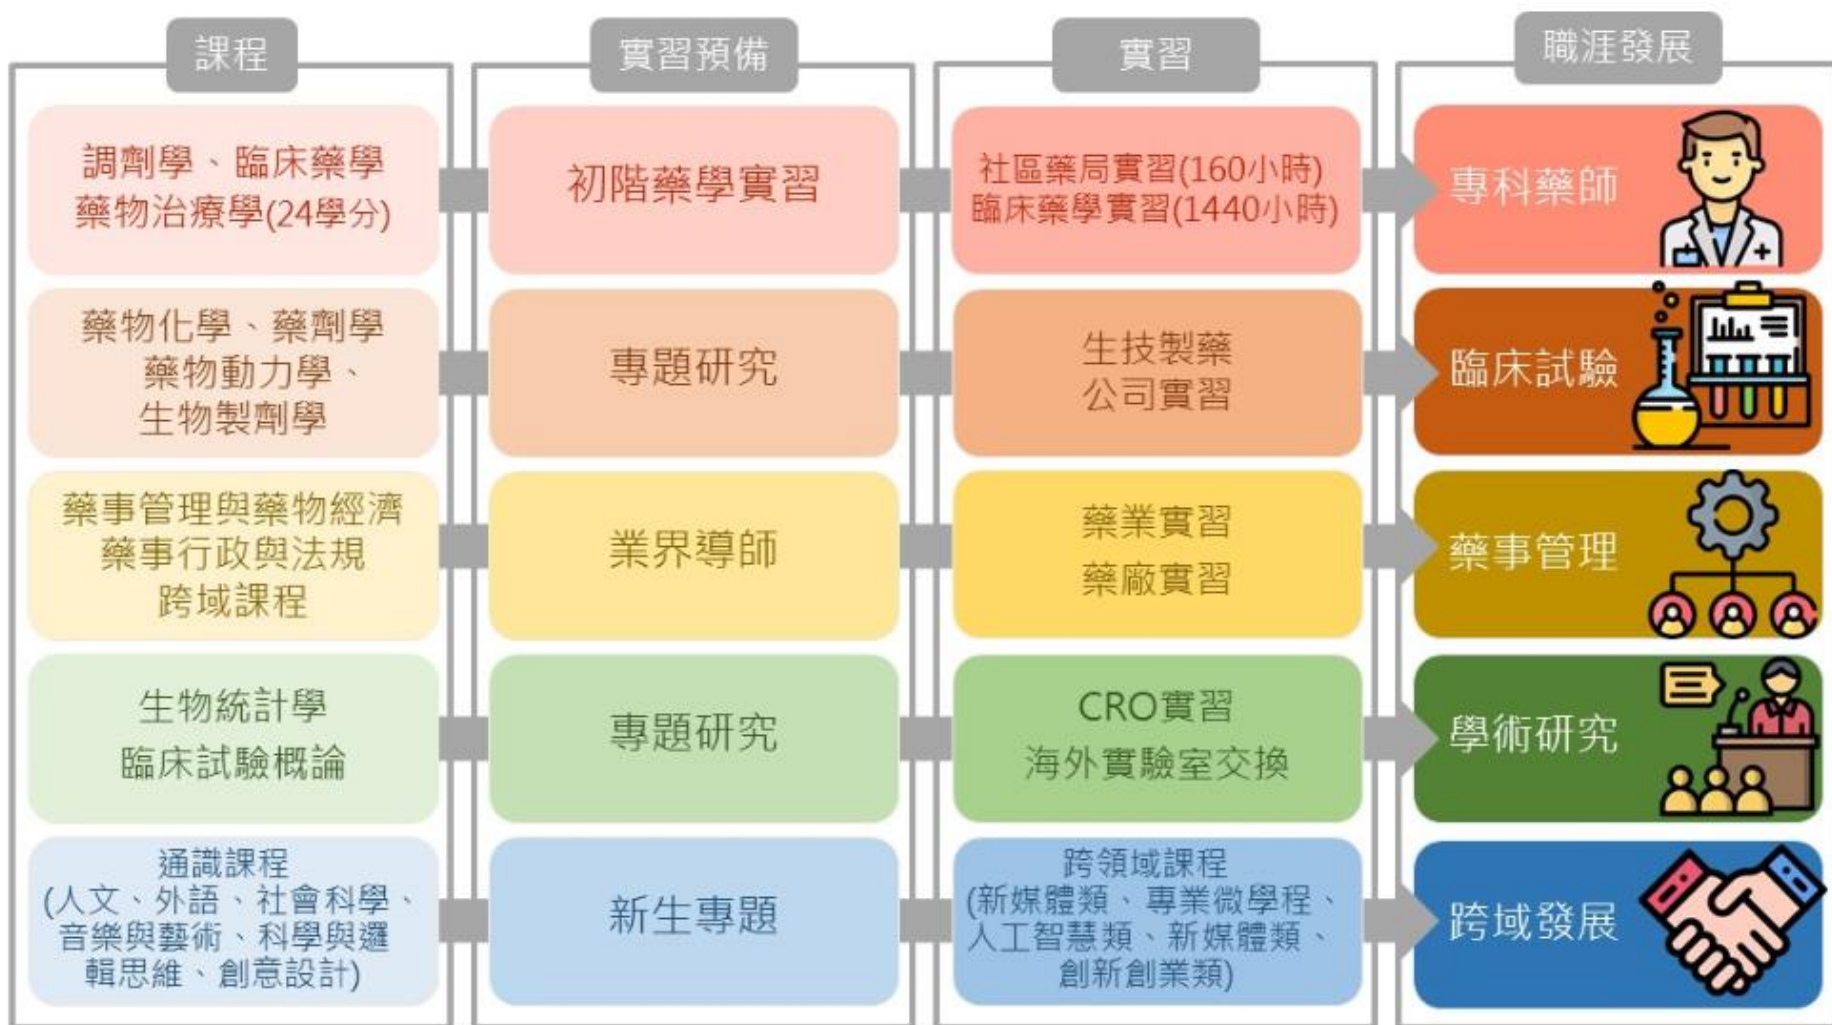 課程
實習預備
實習
職涯發展
調劑學、臨床藥學
藥物治療學(24學分)
初階藥學實習
社區藥局實習(160小時)
臨床藥學實習(1440小時)
專科藥師
藥物化學、藥劑學
藥物動力學、
生物製劑學
專題研究
生技製藥
公司實習
臨床試驗
藥事管理與藥物經濟
藥事行政與法規
跨域課程
業界導師
藥業實習
藥廠實習
藥事管理
生物統計學
臨床試驗概論
專題研究
CRO實習
海外實驗室交換
學術研究
通識課程
(人文、外語、社會科學、
音樂與藝術、科學與邏
輯思維、創意設計)
新生專題
跨領域課程
(新媒體類、專業微學程、
人工智慧類、新媒體類、
創新創業類)
跨域發展